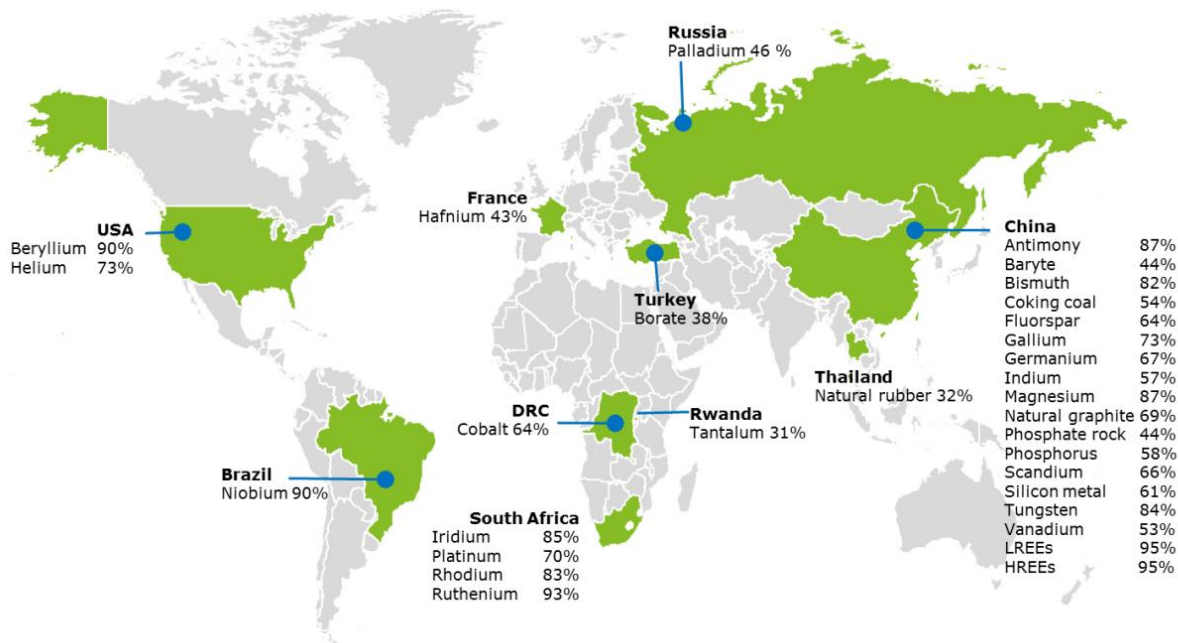 Russia
Palladium 46 %
France
Hafnium 43%
USA
Beryllium 90%
Helium 73%
Turkey
Borate 38%
China
Antimony 87%
Baryte 44%
Bismuth 82%
Coking coal 54%
Fluorspar 64%
Gallium 73%
Germanium 67%
Indium 57%
Magnesium 87%
Natural graphite 69%
Phosphate rock 44%
Phosphorus 58%
Scandium 66%
Silicon metal 61%
Tungsten 84%
Vanadium 53%
LREEs 95%
HREEs 95%
Thailand
Natural rubber 32%
DRC
Cobalt 64%
Rwanda
Tantalum 31%
Brazil
Niobium 90%
South Africa
Iridium 85%
Platinum 70%
Rhodium 83%
Ruthenium 93%